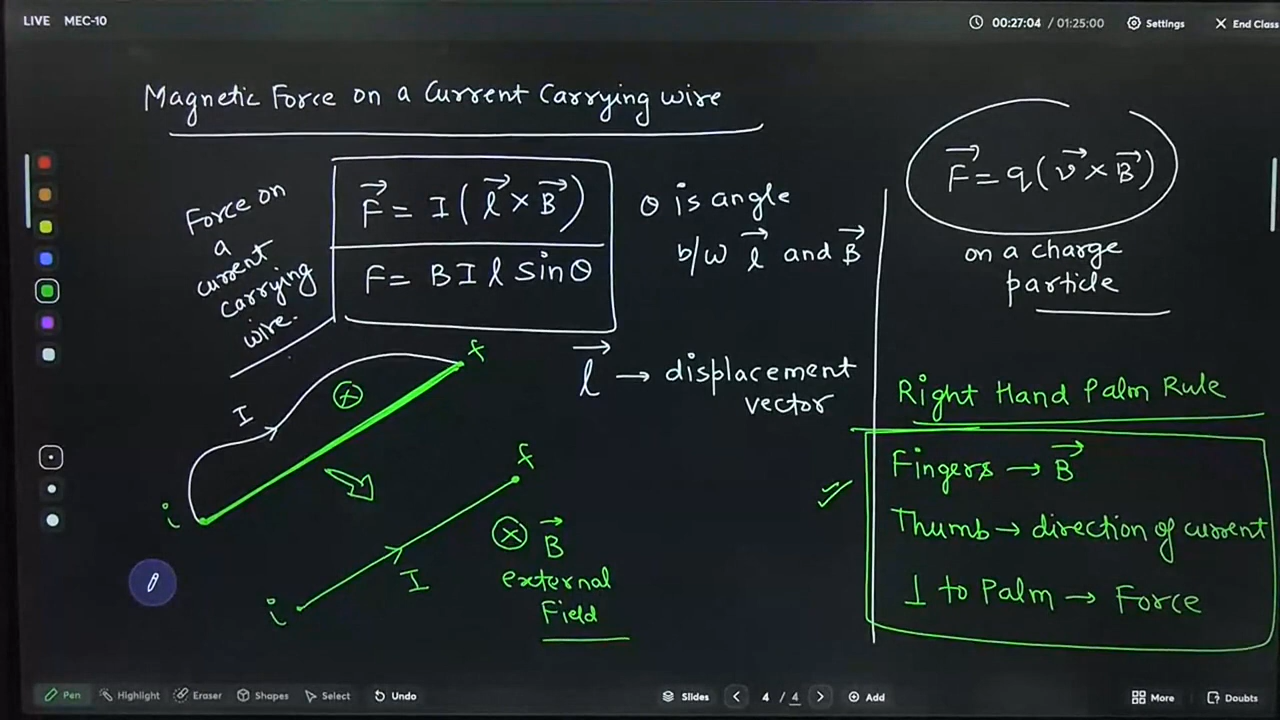 LIVE MEC-10
00:27:04 / 01:25:00 Settings End Class
Magnetic Force on a Current Carrying wire
Force on
a
current
carrying
wire.
F⃗ = I ( l⃗ × B⃗ )
F = B I l sinθ
θ is angle
b/w l⃗ and B⃗
l⃗ → displacement
vector
F⃗ = q ( v⃗ × B⃗ )
on a charge
particle
I
⊗
f
i
f
i
I
⊗ B⃗
external
Field
Right Hand Palm Rule
Fingers → B⃗
Thumb → direction of current
⊥ to Palm → Force
Pen Highlight Eraser Shapes Select Undo
Slides 4 / 4 Add
More Doubts